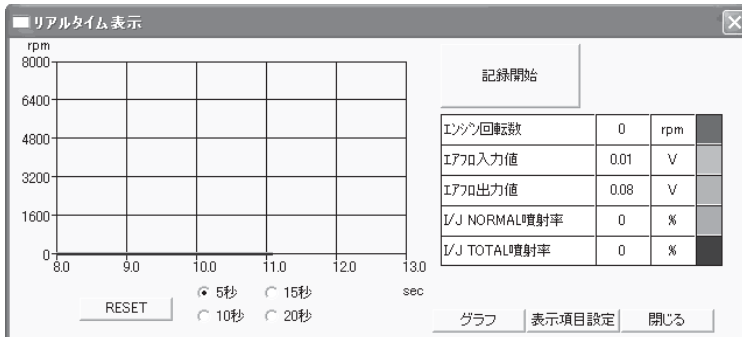 リアルタイム表示
rpm
8000
6400
4800
3200
1600
0
8.0 9.0 10.0 11.0 12.0 13.0
sec
RESET
5秒 15秒
10秒 20秒
記録開始
ｴﾝｼﾞﾝ回転数 0 rpm
ｴｱﾌﾛ入力値 0.01 V
ｴｱﾌﾛ出力値 0.08 V
I/J NORMAL噴射率 0 %
I/J TOTAL噴射率 0 %
グラフ 表示項目設定 閉じる